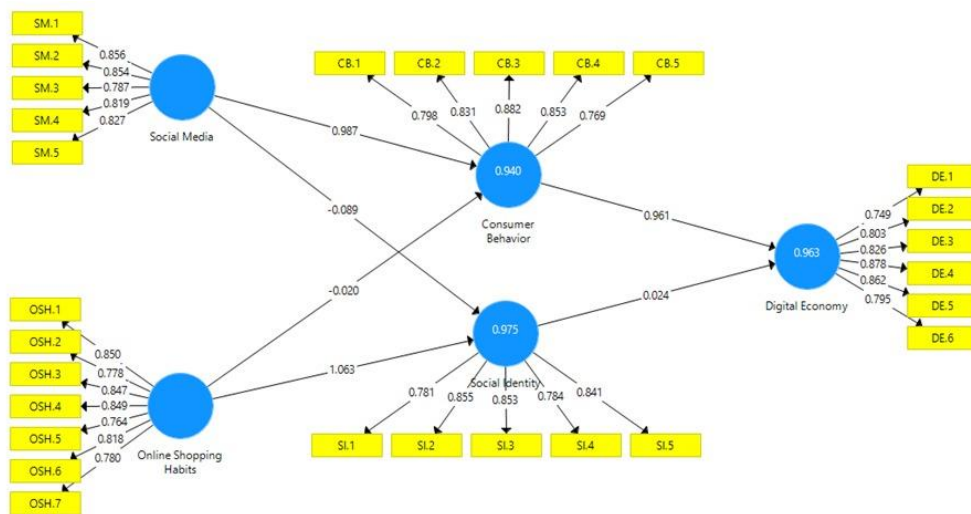 SM.1
SM.2
SM.3
SM.4
SM.5
0.856
0.854
0.787
0.819
0.827
Social Media
CB.1
CB.2
CB.3
CB.4
CB.5
0.798
0.831
0.882
0.853
0.769
0.987
0.940
Consumer
Behavior
-0.089
-0.020
0.961
DE.1
DE.2
DE.3
DE.4
DE.5
DE.6
0.749
0.803
0.826
0.878
0.862
0.795
0.963
Digital Economy
0.024
OSH.1
OSH.2
OSH.3
OSH.4
OSH.5
OSH.6
OSH.7
0.850
0.778
0.847
0.849
0.764
0.818
0.780
Online Shopping
Habits
1.063
0.975
Social Identity
0.781
0.855
0.853
0.784
0.841
SI.1
SI.2
SI.3
SI.4
SI.5